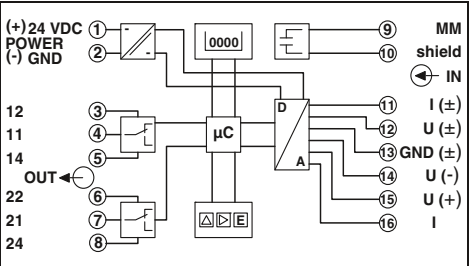 (+) 24 VDC 1
POWER
(-) GND 2
0000
9 MM
10 shield
IN
12 3
11 4
14 5
OUT
22 6
21 7
24 8
µC
E
D
A
11 I (±)
12 U (±)
13 GND (±)
14 U (-)
15 U (+)
16 I